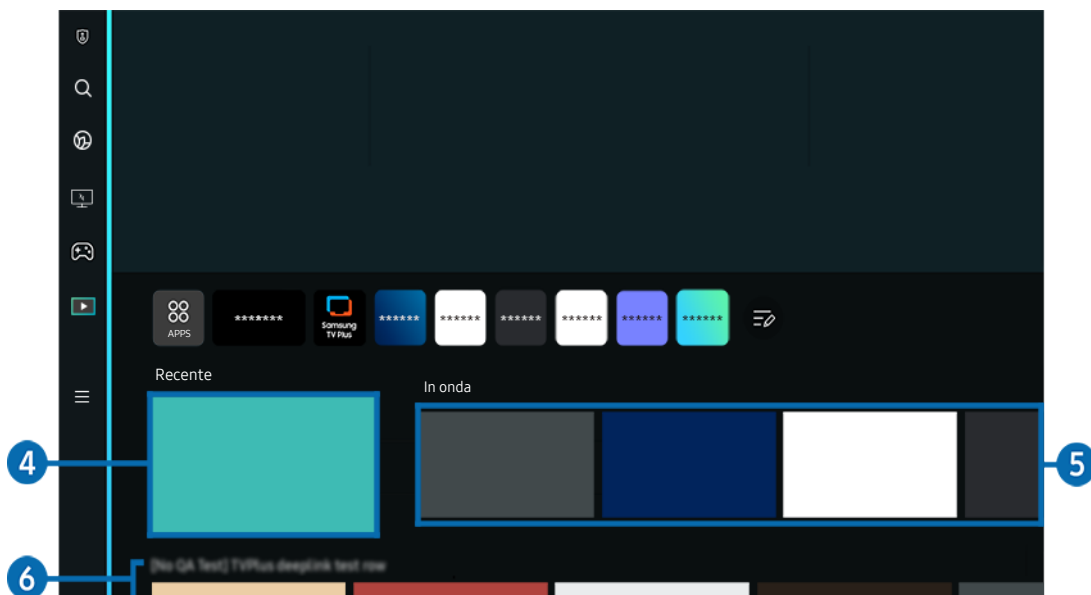 APPS
*******
Samsung
TV Plus
******
******
******
******
******
******
Recente
In onda
4
5
[No QA Test] TVPlus deeplink test row
6